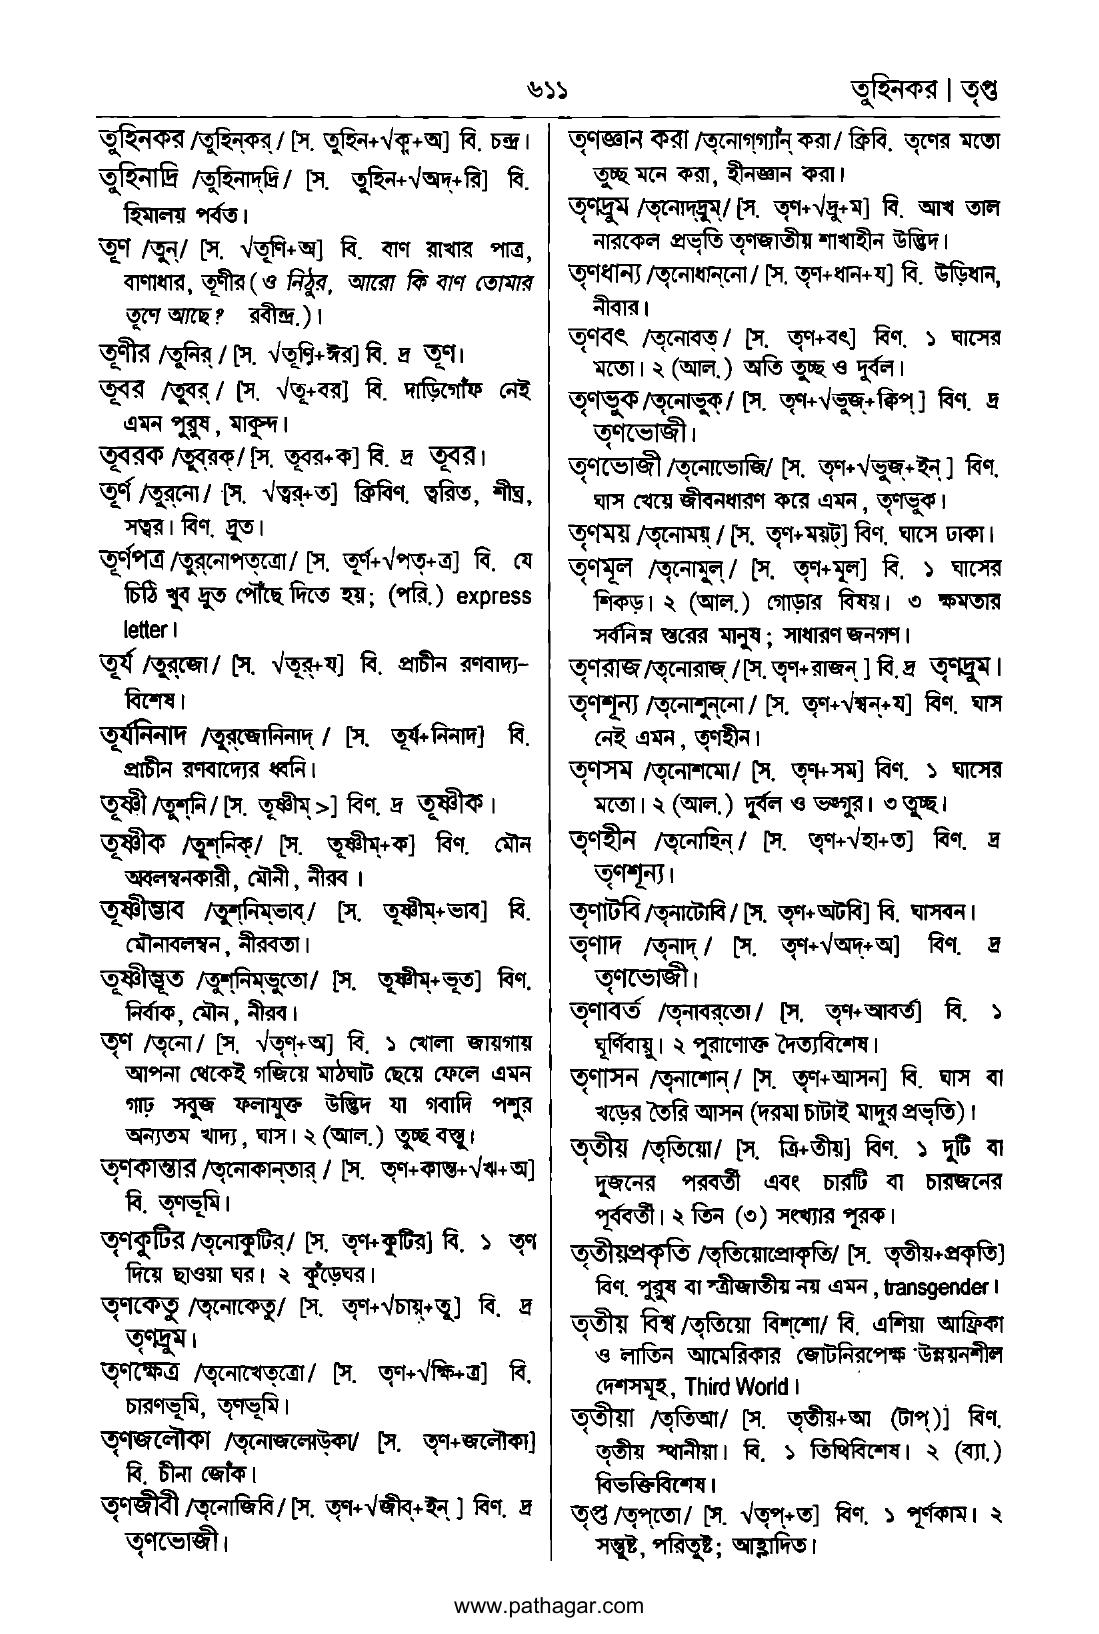 ৬১১
তুহিনকর | তৃপ্ত
তুহিনকর /তুহিন্‌কর্‌/ [স. তুহিন+√কৃ+অ] বি. চন্দ্র।
তুহিনাদ্রি /তুহিনাদ্‌দ্রি/ [স. তুহিন+√অদ্‌+রি] বি.
হিমালয় পর্বত।
তূণ /তুন্‌/ [স. √তূণি+অ] বি. বাণ রাখার পাত্র,
বাণাধার, তূণীর (ও নিঠুর, আরো কি বাণ তোমার
তূণে আছে? রবীন্দ্র.)।
তূণীর /তুনির্‌/ [স. √তূণি+ঈর] বি. দ্র তূণ।
তূবর /তুবর্‌/ [স. √তূ+বর] বি. দাড়িগোঁফ নেই
এমন পুরুষ, মাকুন্দ।
তূবরক /তুব্‌রক্‌/ [স. তূবর+ক] বি. দ্র তূবর।
তূর্ণ /তুর্‌নো/ [স. √ত্বর্‌+ত] ক্রিবিণ. ত্বরিত, শীঘ্র,
সত্বর। বিণ. দ্রুত।
তূর্ণপত্র /তুর্‌নোপত্‌ত্রো/ [স. তূর্ণ+√পত্‌+ত্র] বি. যে
চিঠি খুব দ্রুত পৌঁছে দিতে হয়; (পরি.) express
letter।
তূর্য /তুর্‌জো/ [স. √তূর্‌+য] বি. প্রাচীন রণবাদ্য-
বিশেষ।
তূর্যনিনাদ /তুর্‌জোনিনাদ্‌/ [স. তূর্য+নিনাদ] বি.
প্রাচীন রণবাদ্যের ধ্বনি।
তূষ্ণী /তুশ্‌নি/ [স. তূষ্ণীম্‌ >] বিণ. দ্র তূষ্ণীক।
তূষ্ণীক /তুশ্‌নিক্‌/ [স. তূষ্ণীম্‌+ক] বিণ. মৌন
অবলম্বনকারী, মৌনী, নীরব।
তূষ্ণীম্ভাব /তুশ্‌নিম্‌ভাব্‌/ [স. তূষ্ণীম্‌+ভাব] বি.
মৌনাবলম্বন, নীরবতা।
তূষ্ণীম্ভূত /তুশ্‌নিম্‌ভুতো/ [স. তূষ্ণীম্‌+ভূত] বিণ.
নির্বাক, মৌন, নীরব।
তৃণ /তৃনো/ [স. √তৃণ্‌+অ] বি. ১ খোলা জায়গায়
আপনা থেকেই গজিয়ে মাঠঘাট ছেয়ে ফেলে এমন
গাঢ় সবুজ ফলাযুক্ত উদ্ভিদ যা গবাদি পশুর
অন্যতম খাদ্য, ঘাস। ২ (আল.) তুচ্ছ বস্তু।
তৃণকান্তার /তৃনোকান্‌তার্‌/ [স. তৃণ+কান্ত+√ঋ+অ]
বি. তৃণভূমি।
তৃণকুটির /তৃনোকুটির্‌/ [স. তৃণ+কুটির] বি. ১ তৃণ
দিয়ে ছাওয়া ঘর। ২ কুঁড়েঘর।
তৃণকেতু /তৃনোকেতু/ [স. তৃণ+√চায়্‌+তু] বি. দ্র
তৃণদ্রুম।
তৃণক্ষেত্র /তৃনোখেত্‌ত্রো/ [স. তৃণ+√ক্ষি+ত্র] বি.
চারণভূমি, তৃণভূমি।
তৃণজলৌকা /তৃনোজলোউ্‌কা/ [স. তৃণ+জলৌকা]
বি. চীনা জোঁক।
তৃণজীবী /তৃনোজিবি/ [স. তৃণ+√জীব্‌+ইন্‌ ] বিণ. দ্র
তৃণভোজী।
তৃণজ্ঞান করা /তৃনোগ্‌গ্যাঁন্‌ করা/ ক্রিবি. তৃণের মতো
তুচ্ছ মনে করা, হীনজ্ঞান করা।
তৃণদ্রুম /তৃনোদ্‌দ্রুম্‌/ [স. তৃণ+√দ্রু+ম] বি. আখ তাল
নারকেল প্রভৃতি তৃণজাতীয় শাখাহীন উদ্ভিদ।
তৃণধান্য /তৃনোধান্‌নো/ [স. তৃণ+ধান+য] বি. উড়িধান,
নীবার।
তৃণবৎ /তৃনোবত্‌/ [স. তৃণ+বৎ] বিণ. ১ ঘাসের
মতো। ২ (আল.) অতি তুচ্ছ ও দুর্বল।
তৃণভুক /তৃনোভুক্‌/ [স. তৃণ+√ভুজ্‌+ক্বিপ্‌ ] বিণ. দ্র
তৃণভোজী।
তৃণভোজী /তৃনোভোজি/ [স. তৃণ+√ভুজ্‌+ইন্‌ ] বিণ.
ঘাস খেয়ে জীবনধারণ করে এমন, তৃণভুক।
তৃণময় /তৃনোময়্‌/ [স. তৃণ+ময়ট্‌] বিণ. ঘাসে ঢাকা।
তৃণমূল /তৃনোমুল্‌/ [স. তৃণ+মূল] বি. ১ ঘাসের
শিকড়। ২ (আল.) গোড়ার বিষয়। ৩ ক্ষমতার
সর্বনিম্ন স্তরের মানুষ; সাধারণ জনগণ।
তৃণরাজ /তৃনোরাজ্‌/ [স. তৃণ+রাজন্‌ ] বি. দ্র তৃণদ্রুম।
তৃণশূন্য /তৃনোশুন্‌নো/ [স. তৃণ+√শ্বন্‌+য] বিণ. ঘাস
নেই এমন, তৃণহীন।
তৃণসম /তৃনোশমো/ [স. তৃণ+সম] বিণ. ১ ঘাসের
মতো। ২ (আল.) দুর্বল ও ভঙ্গুর। ৩ তুচ্ছ।
তৃণহীন /তৃনোহিন্‌/ [স. তৃণ+√হা+ত] বিণ. দ্র
তৃণশূন্য।
তৃণাটবি /তৃনাটোবি/ [স. তৃণ+অটবি] বি. ঘাসবন।
তৃণাদ /তৃনাদ্‌/ [স. তৃণ+√অদ্‌+অ] বিণ. দ্র
তৃণভোজী।
তৃণাবর্ত /তৃনাবর্‌তো/ [স. তৃণ+আবর্ত] বি. ১
ঘূর্ণিবায়ু। ২ পুরাণোক্ত দৈত্যবিশেষ।
তৃণাসন /তৃনাশোন্‌/ [স. তৃণ+আসন] বি. ঘাস বা
খড়ের তৈরি আসন (দরমা চাটাই মাদুর প্রভৃতি)।
তৃতীয় /তৃতিয়ো/ [স. ত্রি+তীয়] বিণ. ১ দুটি বা
দুজনের পরবর্তী এবং চারটি বা চারজনের
পূর্ববর্তী। ২ তিন (৩) সংখ্যার পূরক।
তৃতীয়প্রকৃতি /তৃতিয়োপ্রোকৃতি/ [স. তৃতীয়+প্রকৃতি]
বিণ. পুরুষ বা স্ত্রীজাতীয় নয় এমন, transgender।
তৃতীয় বিশ্ব /তৃতিয়ো বিশ্‌শো/ বি. এশিয়া আফ্রিকা
ও লাতিন আমেরিকার জোটনিরপেক্ষ উন্নয়নশীল
দেশসমূহ, Third World।
তৃতীয়া /তৃতিআ/ [স. তৃতীয়+আ (টাপ্‌)] বিণ.
তৃতীয় স্থানীয়া। বি. ১ তিথিবিশেষ। ২ (ব্যা.)
বিভক্তিবিশেষ।
তৃপ্ত /তৃপ্‌তো/ [স. √তৃপ্‌+ত] বিণ. ১ পূর্ণকাম। ২
সন্তুষ্ট, পরিতুষ্ট; আহ্লাদিত।
www.pathagar.com